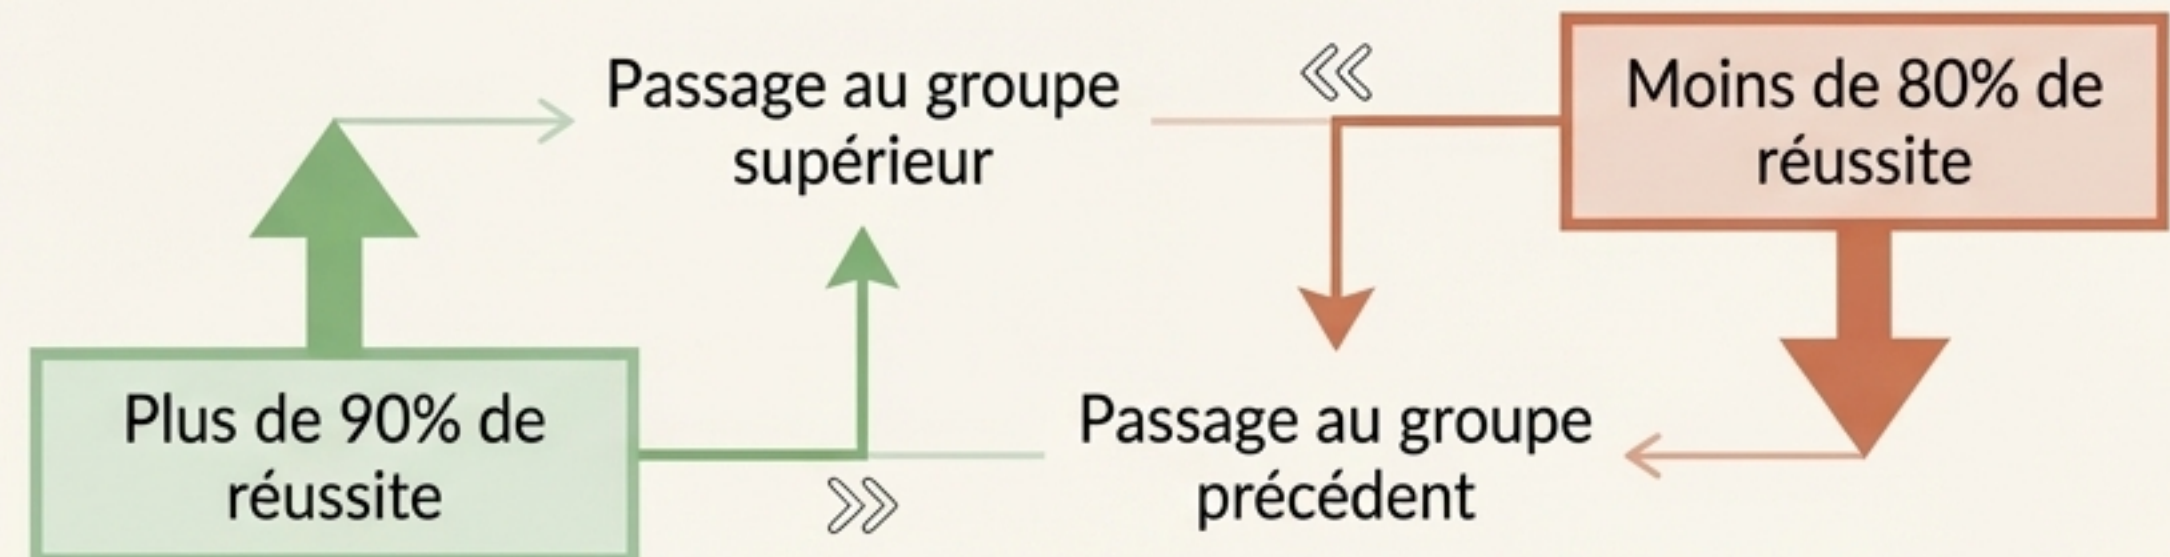 Passage au groupe
supérieur
Moins de 80% de
réussite
Plus de 90% de
réussite
Passage au groupe
précédent